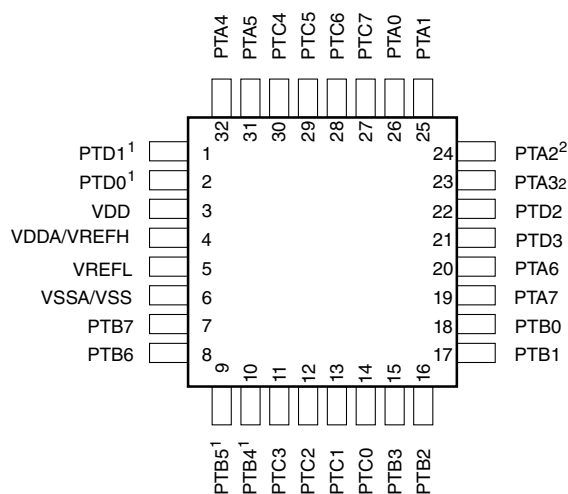 PTA4
PTA5
PTC4
PTC5
PTC6
PTC7
PTA0
PTA1
32
31
30
29
28
27
26
25
PTD1¹ 1
PTD0¹ 2
VDD 3
VDDA/VREFH 4
VREFL 5
VSSA/VSS 6
PTB7 7
PTB6 8
24 PTA2²
23 PTA32
22 PTD2
21 PTD3
20 PTA6
19 PTA7
18 PTB0
17 PTB1
9
10
11
12
13
14
15
16
PTB5¹
PTB4¹
PTC3
PTC2
PTC1
PTC0
PTB3
PTB2